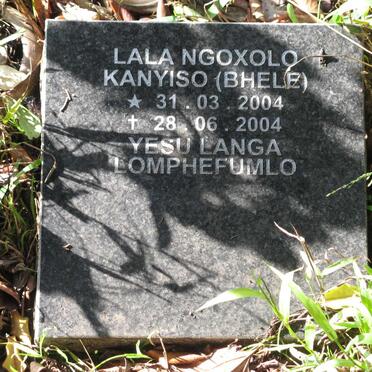 LALA NGOXOLO
KANYISO (BHELE)
★ 31 . 03 . 2004
✝ 28 . 06 . 2004
YESU LANGA
LOMPHEFUMLO